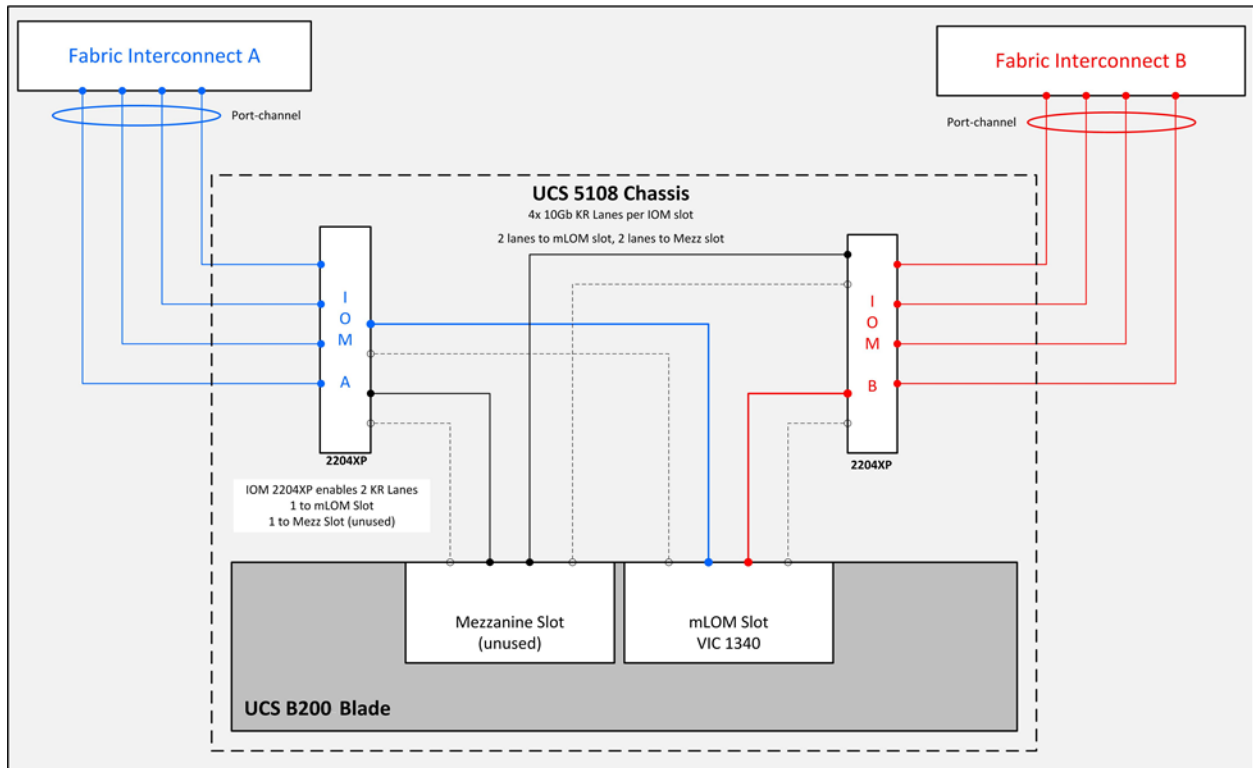 Fabric Interconnect A
Fabric Interconnect B
Port-channel
Port-channel
UCS 5108 Chassis
4x 10Gb KR Lanes per IOM slot
2 lanes to mLOM slot, 2 lanes to Mezz slot
I
O
M
A
I
O
M
B
2204XP
2204XP
IOM 2204XP enables 2 KR Lanes
1 to mLOM Slot
1 to Mezz Slot (unused)
Mezzanine Slot
(unused)
mLOM Slot
VIC 1340
UCS B200 Blade